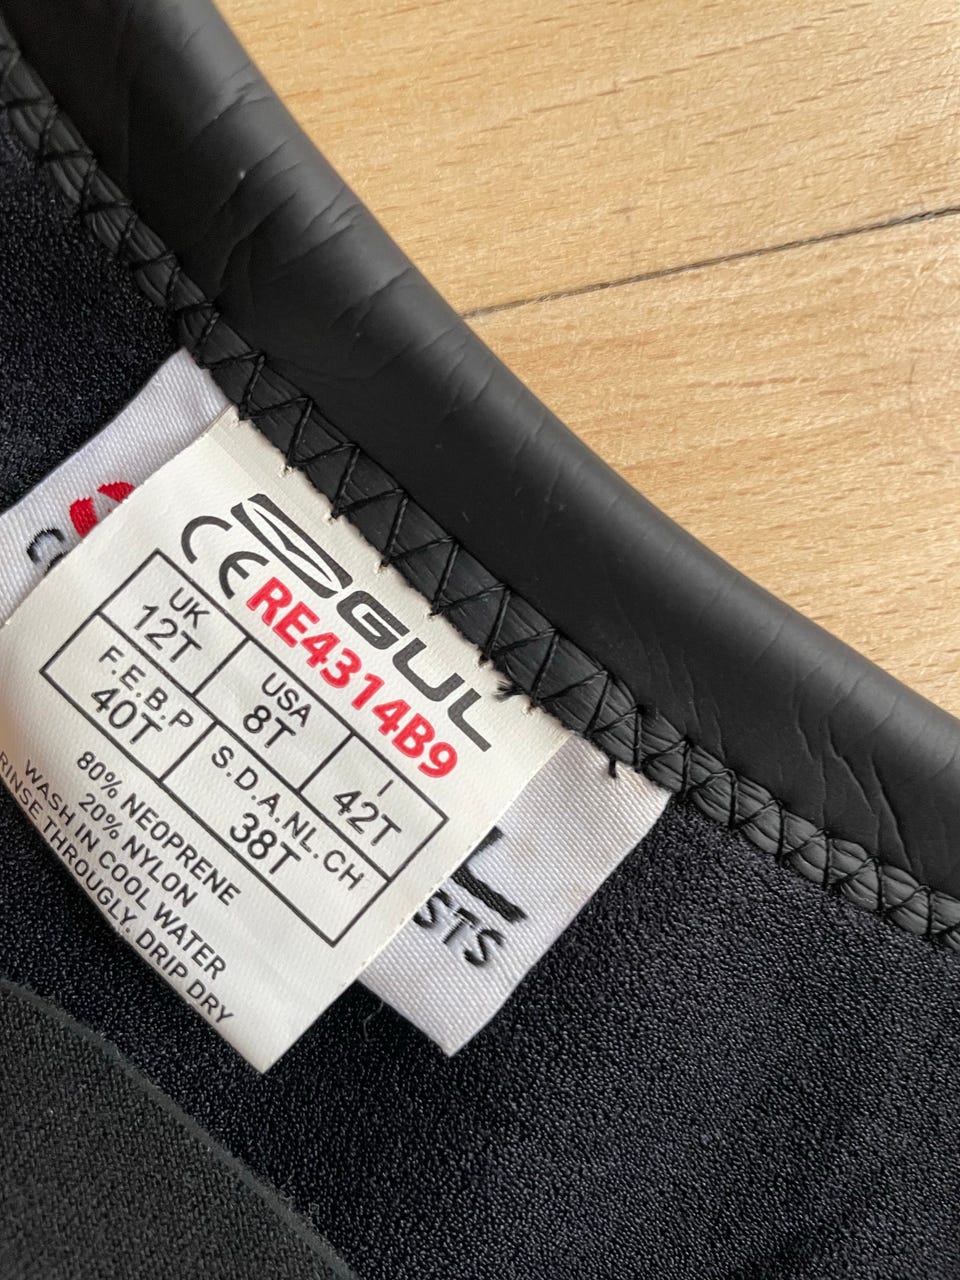 GUL
CE RE4314B9
UK USA I
12T 8T 42T
F.E.B.P S.D.A.NL.CH
40T 38T
80% NEOPRENE
20% NYLON
WASH IN COOL WATER
RINSE THROUGLY. DRIP DRY
STS